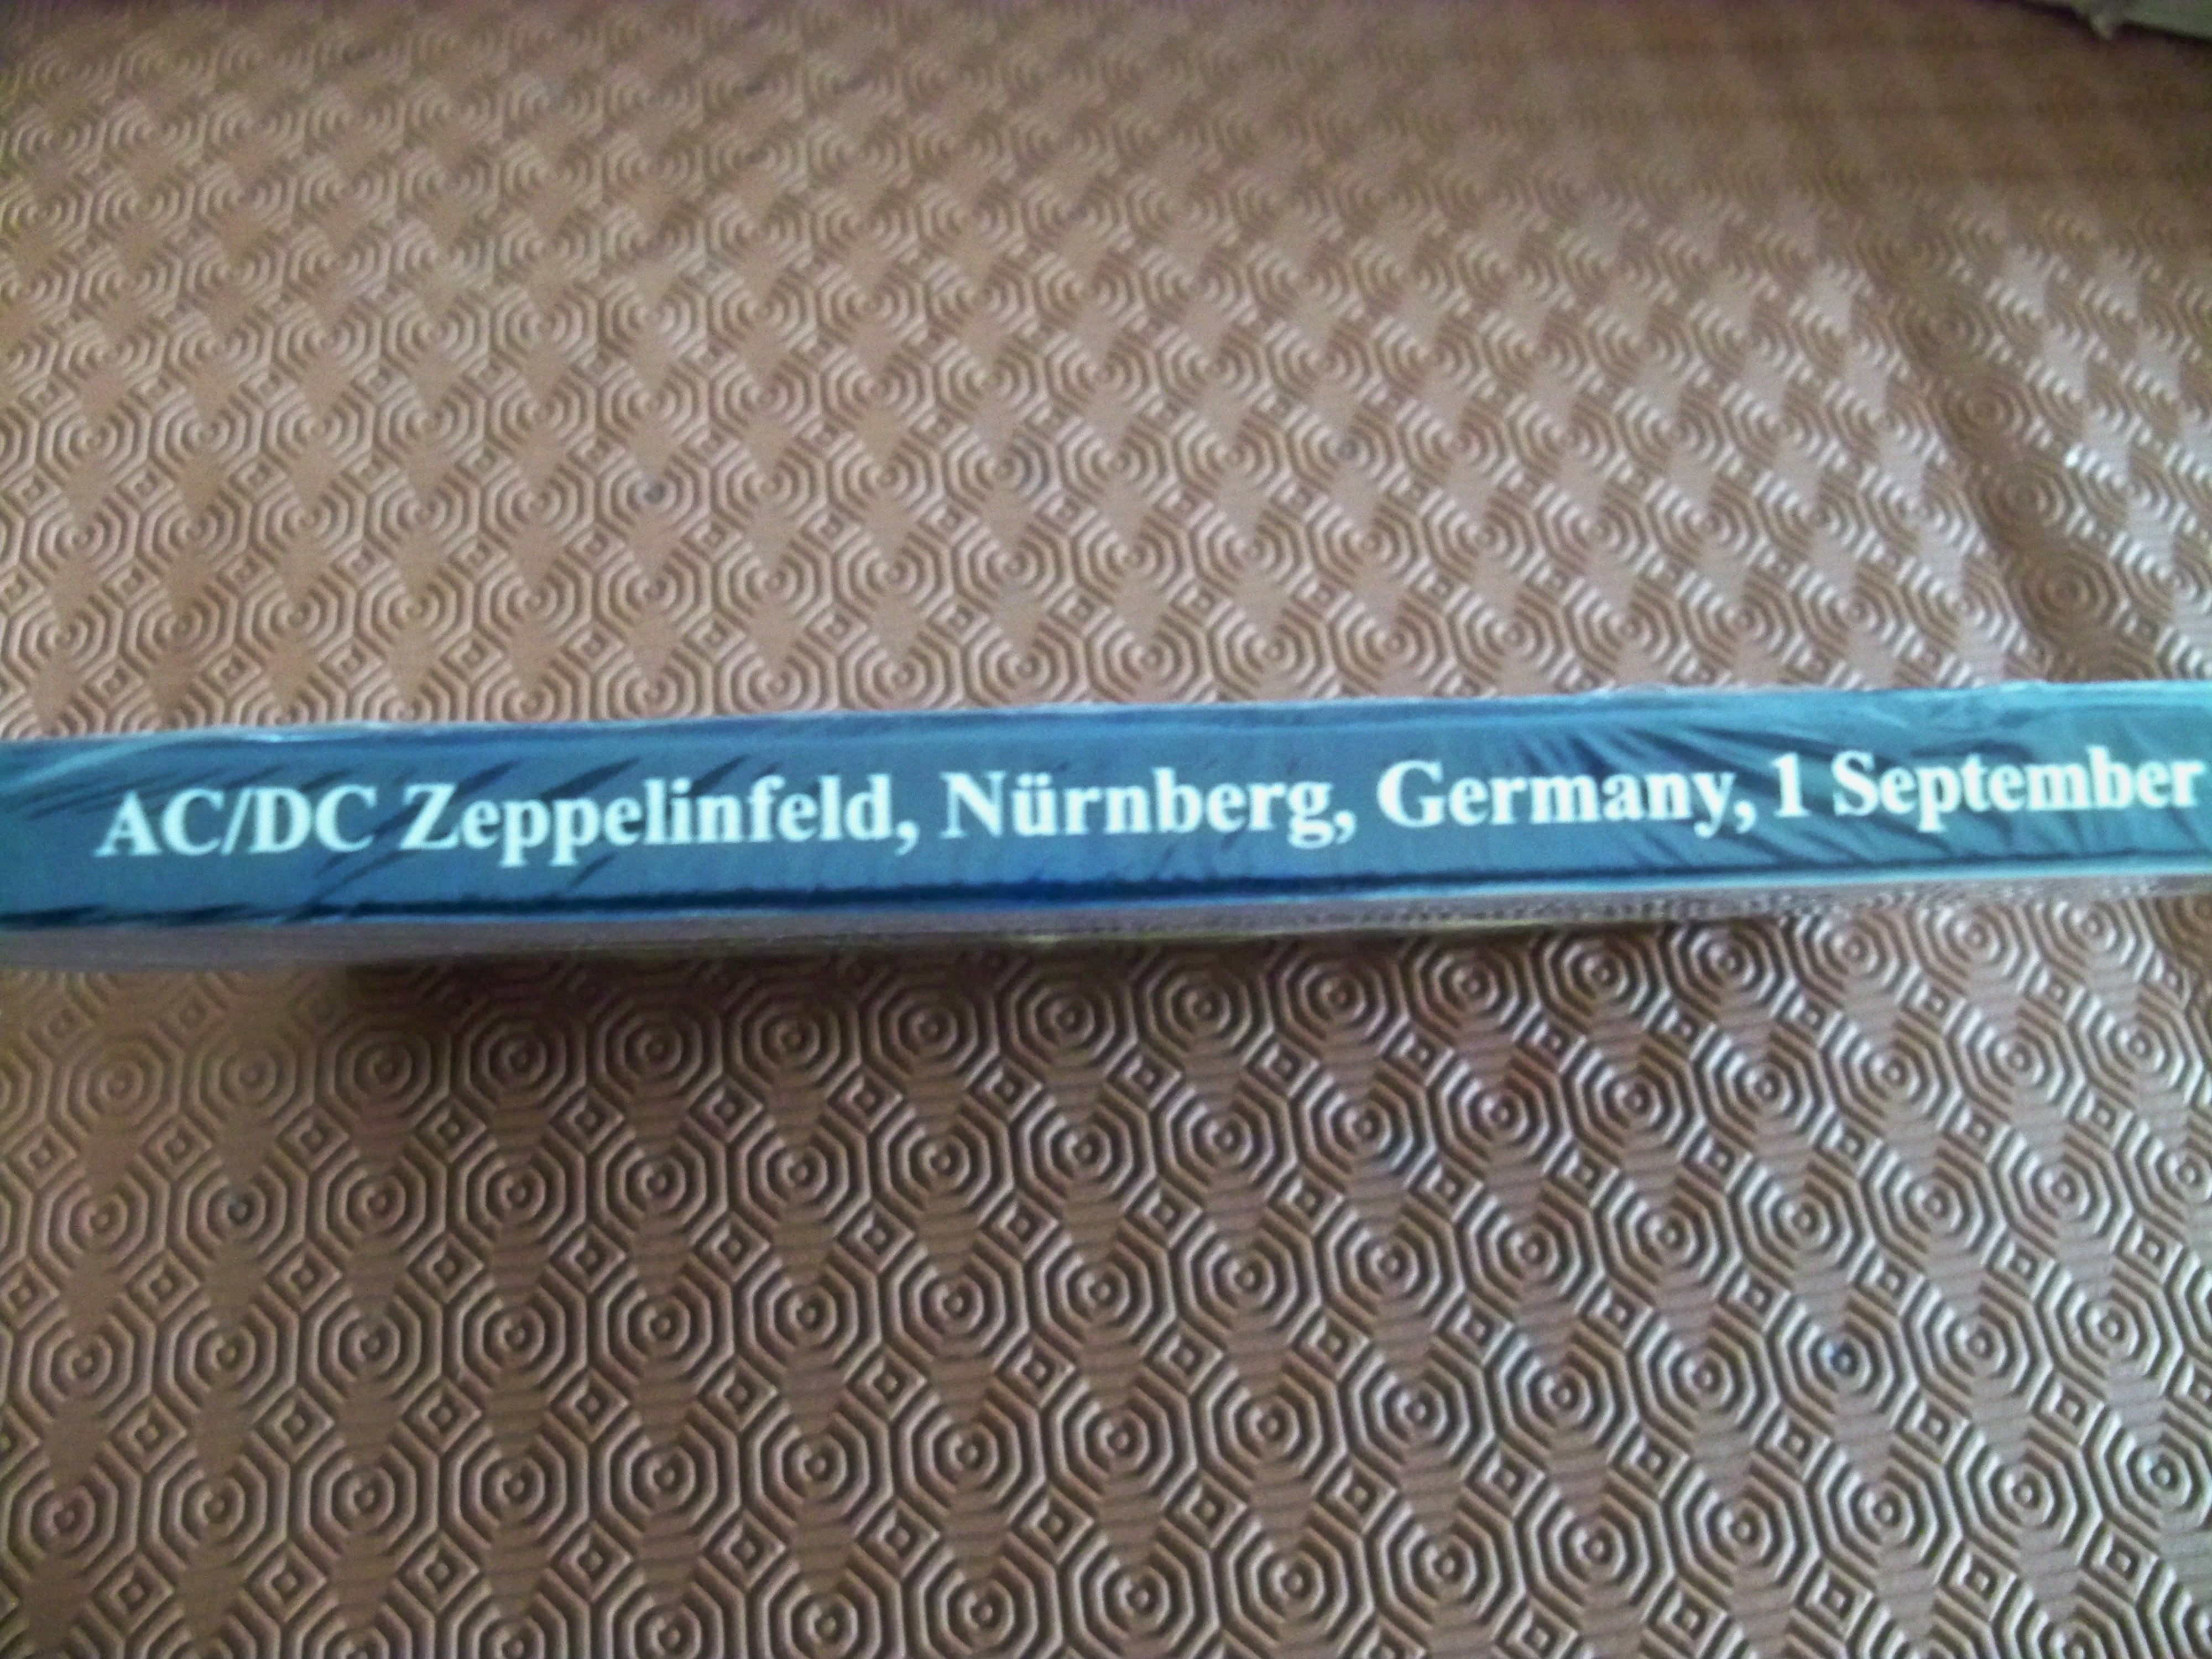 AC/DC Zeppelinfeld, Nürnberg, Germany, 1 September